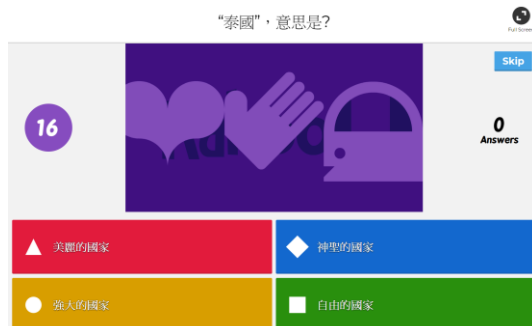 “泰國”，意思是?
Full Screen
Skip
16
0
Answers
美麗的國家
神聖的國家
強大的國家
自由的國家